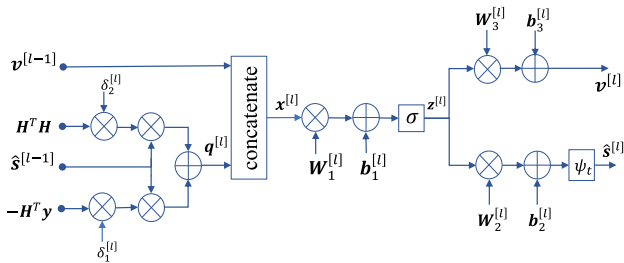 v^[l-1]
δ_2^[l]
H^T H
ŝ^[l-1]
-H^T y
δ_1^[l]
q^[l]
concatenate
x^[l]
W_1^[l]
b_1^[l]
σ
z^[l]
W_3^[l]
b_3^[l]
v^[l]
W_2^[l]
b_2^[l]
ψ_t
ŝ^[l]